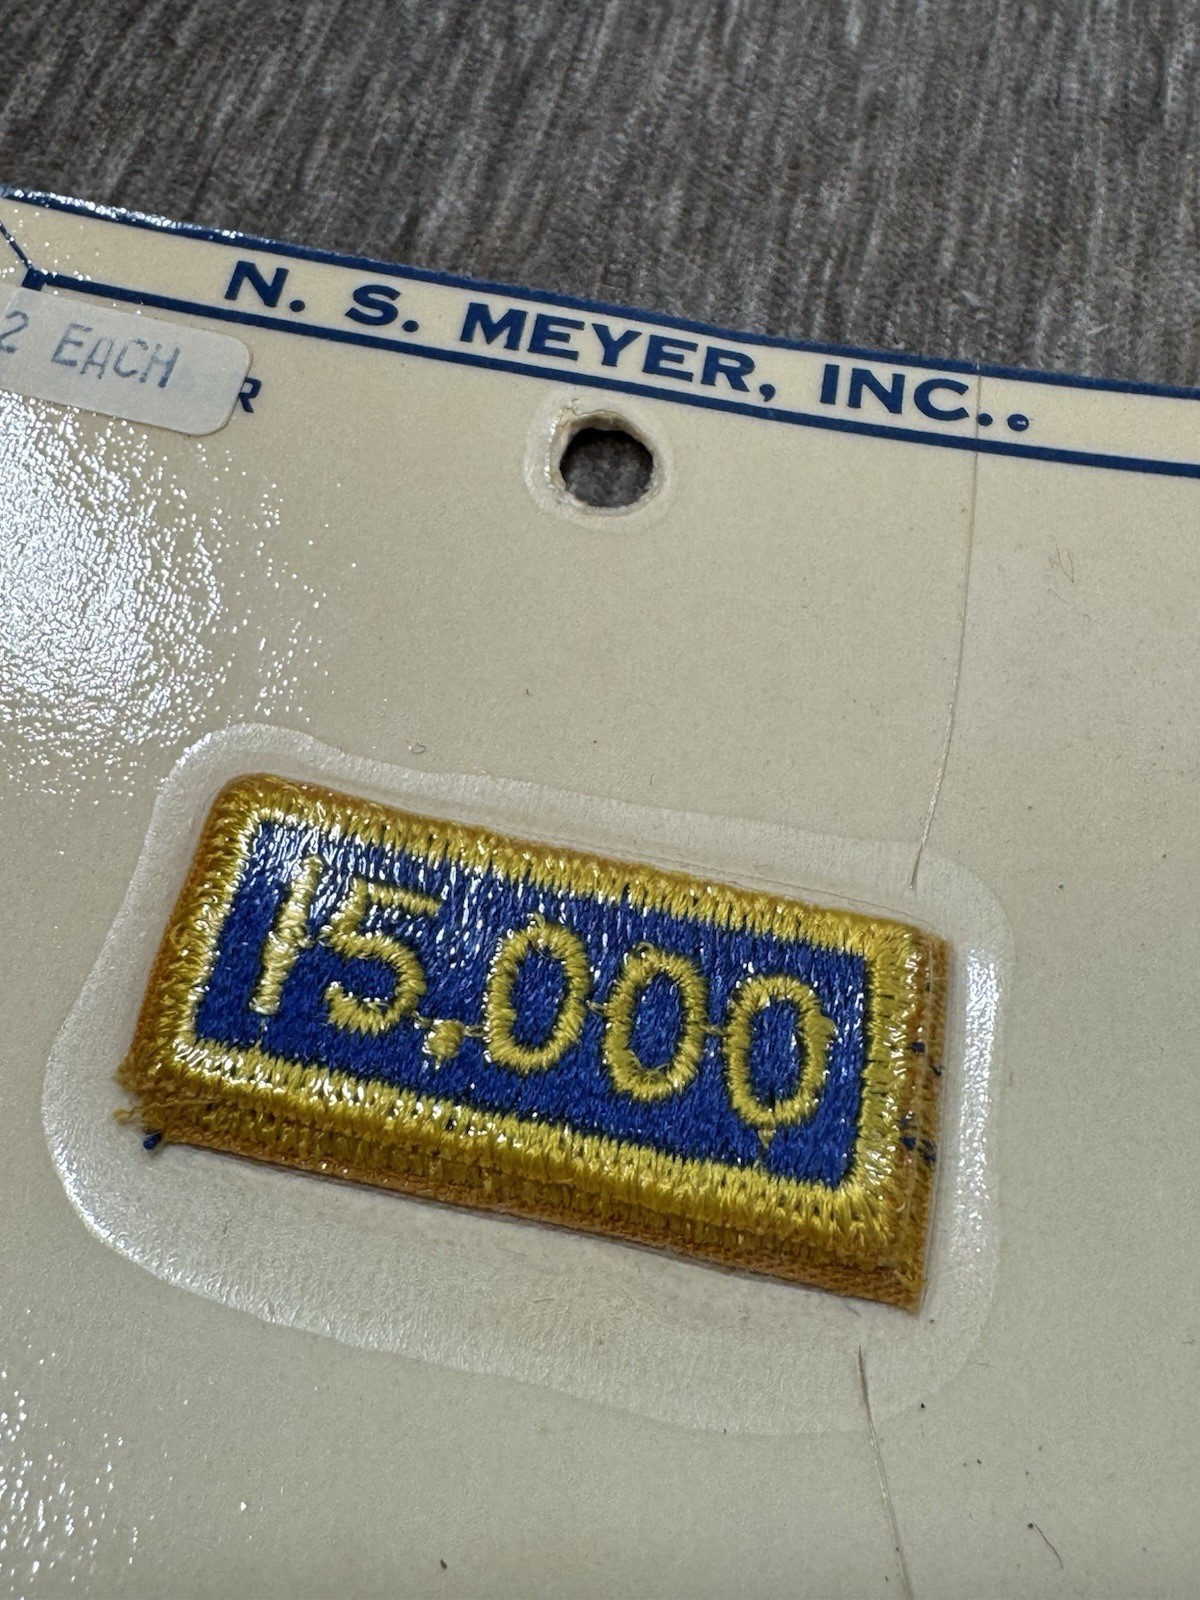 N. S. MEYER, INC..
2 EACH
R
15,000